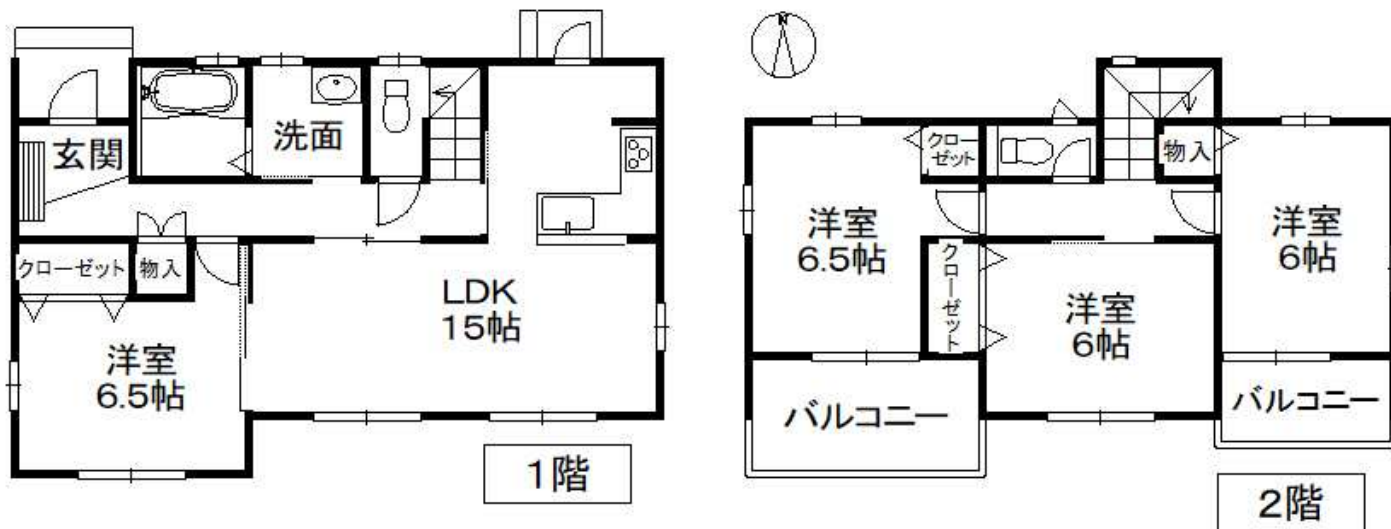 玄関
洗面
クローゼット
物入
LDK
15帖
洋室
6.5帖
1階
N
クロー
ゼット
物入
洋室
6.5帖
クローゼット
洋室
6帖
洋室
6帖
バルコニー
バルコニー
2階